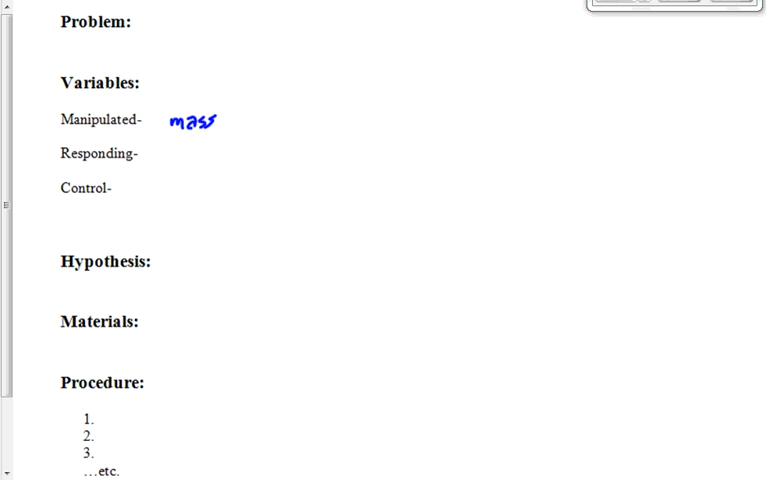 Problem:
Variables:
Manipulated- mass
Responding-
Control-
Hypothesis:
Materials:
Procedure:
1.
2.
3.
…etc.